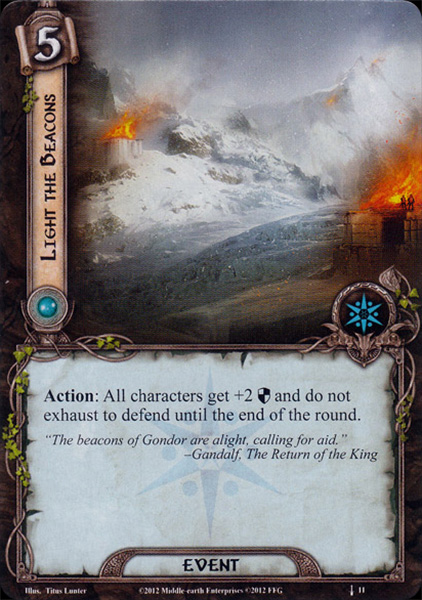 5
LIGHT THE BEACONS
Action: All characters get +2 and do not
exhaust to defend until the end of the round.
“The beacons of Gondor are alight, calling for aid.”
–Gandalf, The Return of the King
EVENT
Illus. Titus Lunter ©2012 Middle-earth Enterprises ©2012 FFG 11